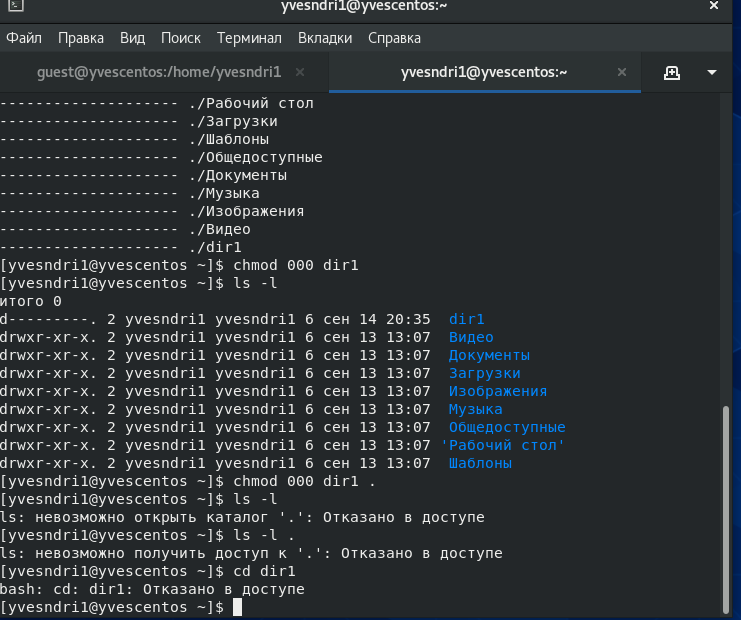 yvesndri1@yvescentos:~
Файл Правка Вид Поиск Терминал Вкладки Справка
guest@yvescentos:/home/yvesndri1 × yvesndri1@yvescentos:~ ×
-------------------- ./Рабочий стол
-------------------- ./Загрузки
-------------------- ./Шаблоны
-------------------- ./Общедоступные
-------------------- ./Документы
-------------------- ./Музыка
-------------------- ./Изображения
-------------------- ./Видео
-------------------- ./dir1
[yvesndri1@yvescentos ~]$ chmod 000 dir1
[yvesndri1@yvescentos ~]$ ls -l
итого 0
d---------. 2 yvesndri1 yvesndri1 6 сен 14 20:35  dir1
drwxr-xr-x. 2 yvesndri1 yvesndri1 6 сен 13 13:07  Видео
drwxr-xr-x. 2 yvesndri1 yvesndri1 6 сен 13 13:07  Документы
drwxr-xr-x. 2 yvesndri1 yvesndri1 6 сен 13 13:07  Загрузки
drwxr-xr-x. 2 yvesndri1 yvesndri1 6 сен 13 13:07  Изображения
drwxr-xr-x. 2 yvesndri1 yvesndri1 6 сен 13 13:07  Музыка
drwxr-xr-x. 2 yvesndri1 yvesndri1 6 сен 13 13:07  Общедоступные
drwxr-xr-x. 2 yvesndri1 yvesndri1 6 сен 13 13:07 'Рабочий стол'
drwxr-xr-x. 2 yvesndri1 yvesndri1 6 сен 13 13:07  Шаблоны
[yvesndri1@yvescentos ~]$ chmod 000 dir1 .
[yvesndri1@yvescentos ~]$ ls -l
ls: невозможно открыть каталог '.': Отказано в доступе
[yvesndri1@yvescentos ~]$ ls -l .
ls: невозможно получить доступ к '.': Отказано в доступе
[yvesndri1@yvescentos ~]$ cd dir1
bash: cd: dir1: Отказано в доступе
[yvesndri1@yvescentos ~]$